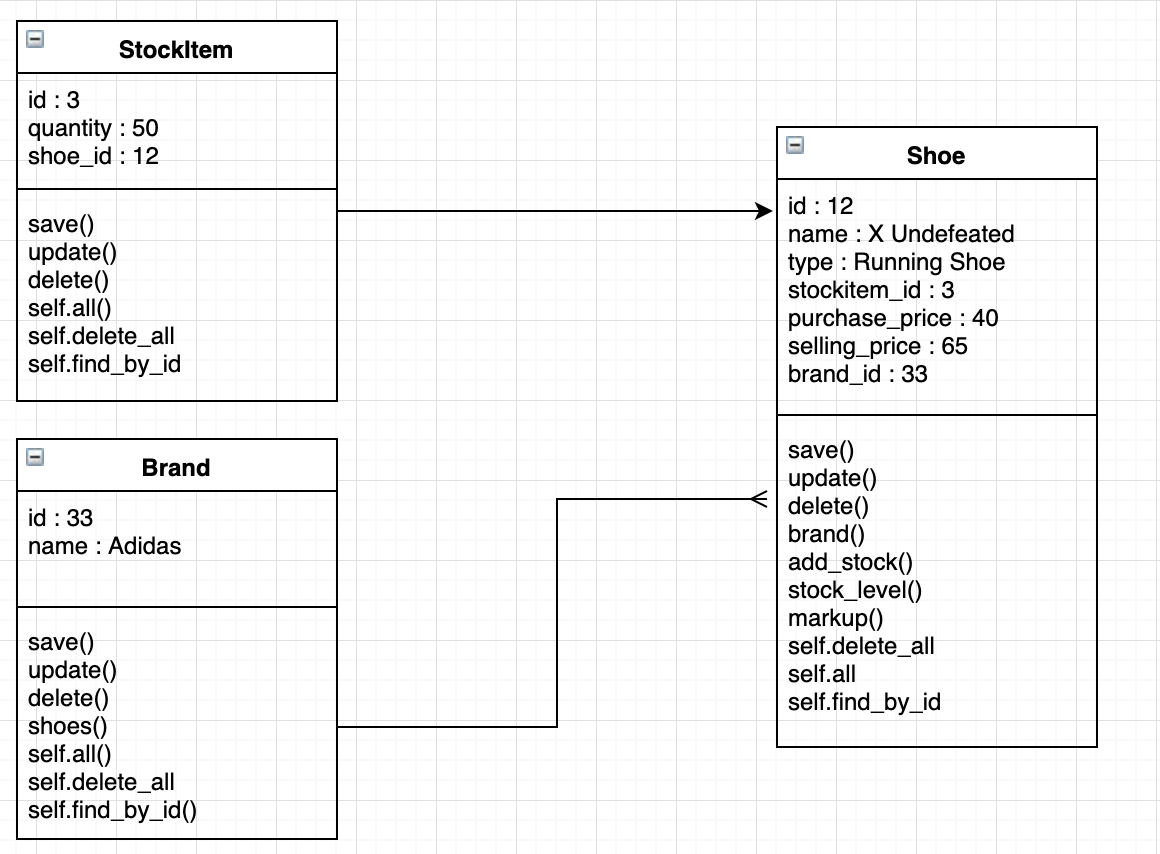 StockItem
id : 3
quantity : 50
shoe_id : 12
save()
update()
delete()
self.all()
self.delete_all
self.find_by_id
Brand
id : 33
name : Adidas
save()
update()
delete()
shoes()
self.all()
self.delete_all
self.find_by_id()
Shoe
id : 12
name : X Undefeated
type : Running Shoe
stockitem_id : 3
purchase_price : 40
selling_price : 65
brand_id : 33
save()
update()
delete()
brand()
add_stock()
stock_level()
markup()
self.delete_all
self.all
self.find_by_id